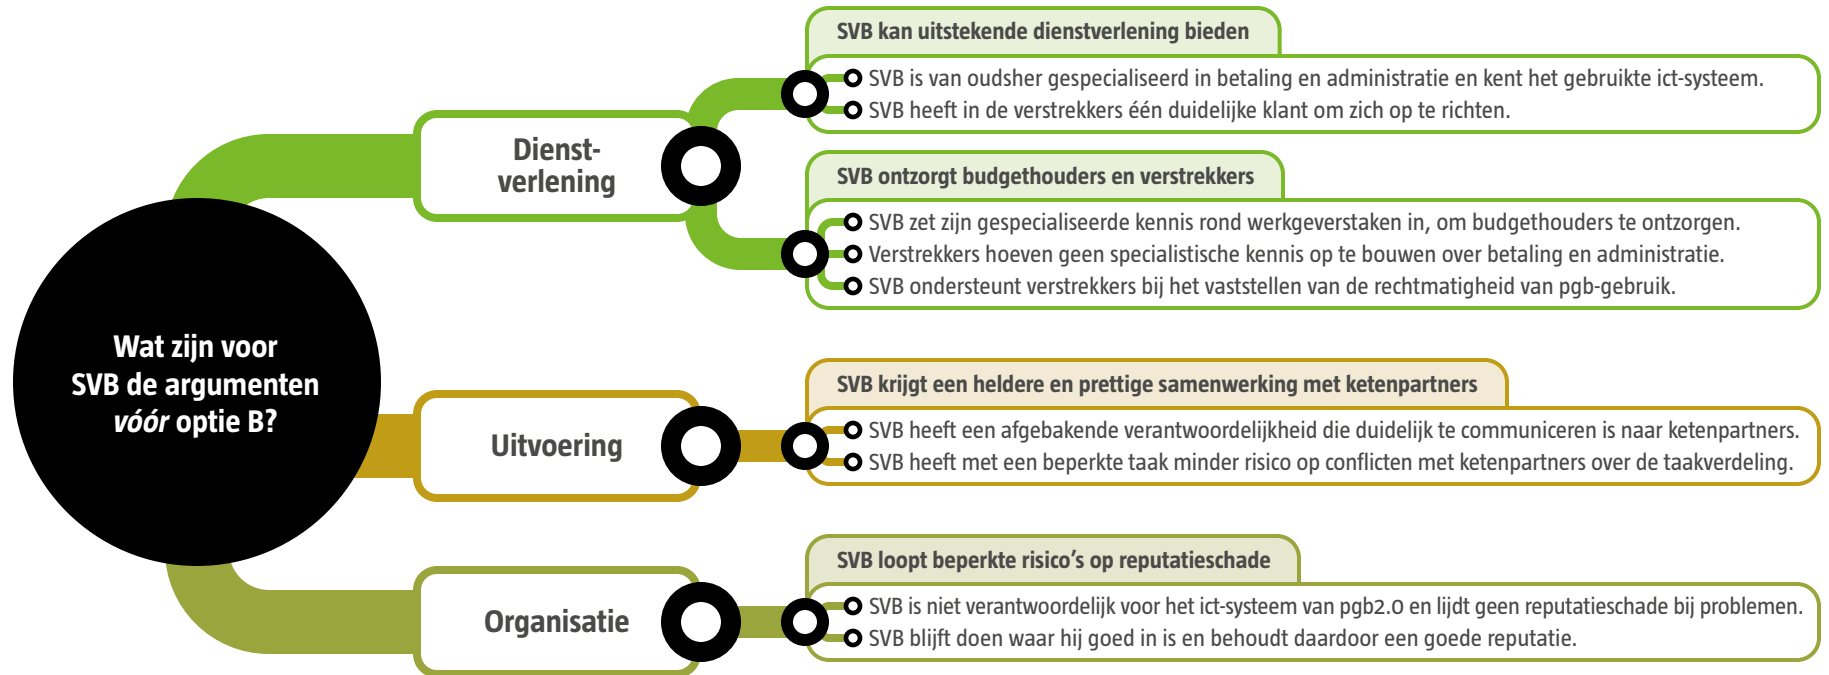 Wat zijn voor
SVB de argumenten
vóór optie B?
Dienst-
verlening
SVB kan uitstekende dienstverlening bieden
SVB is van oudsher gespecialiseerd in betaling en administratie en kent het gebruikte ict-systeem.
SVB heeft in de verstrekkers één duidelijke klant om zich op te richten.
SVB ontzorgt budgethouders en verstrekkers
SVB zet zijn gespecialiseerde kennis rond werkgeverstaken in, om budgethouders te ontzorgen.
Verstrekkers hoeven geen specialistische kennis op te bouwen over betaling en administratie.
SVB ondersteunt verstrekkers bij het vaststellen van de rechtmatigheid van pgb-gebruik.
Uitvoering
SVB krijgt een heldere en prettige samenwerking met ketenpartners
SVB heeft een afgebakende verantwoordelijkheid die duidelijk te communiceren is naar ketenpartners.
SVB heeft met een beperkte taak minder risico op conflicten met ketenpartners over de taakverdeling.
Organisatie
SVB loopt beperkte risico's op reputatieschade
SVB is niet verantwoordelijk voor het ict-systeem van pgb2.0 en lijdt geen reputatieschade bij problemen.
SVB blijft doen waar hij goed in is en behoudt daardoor een goede reputatie.